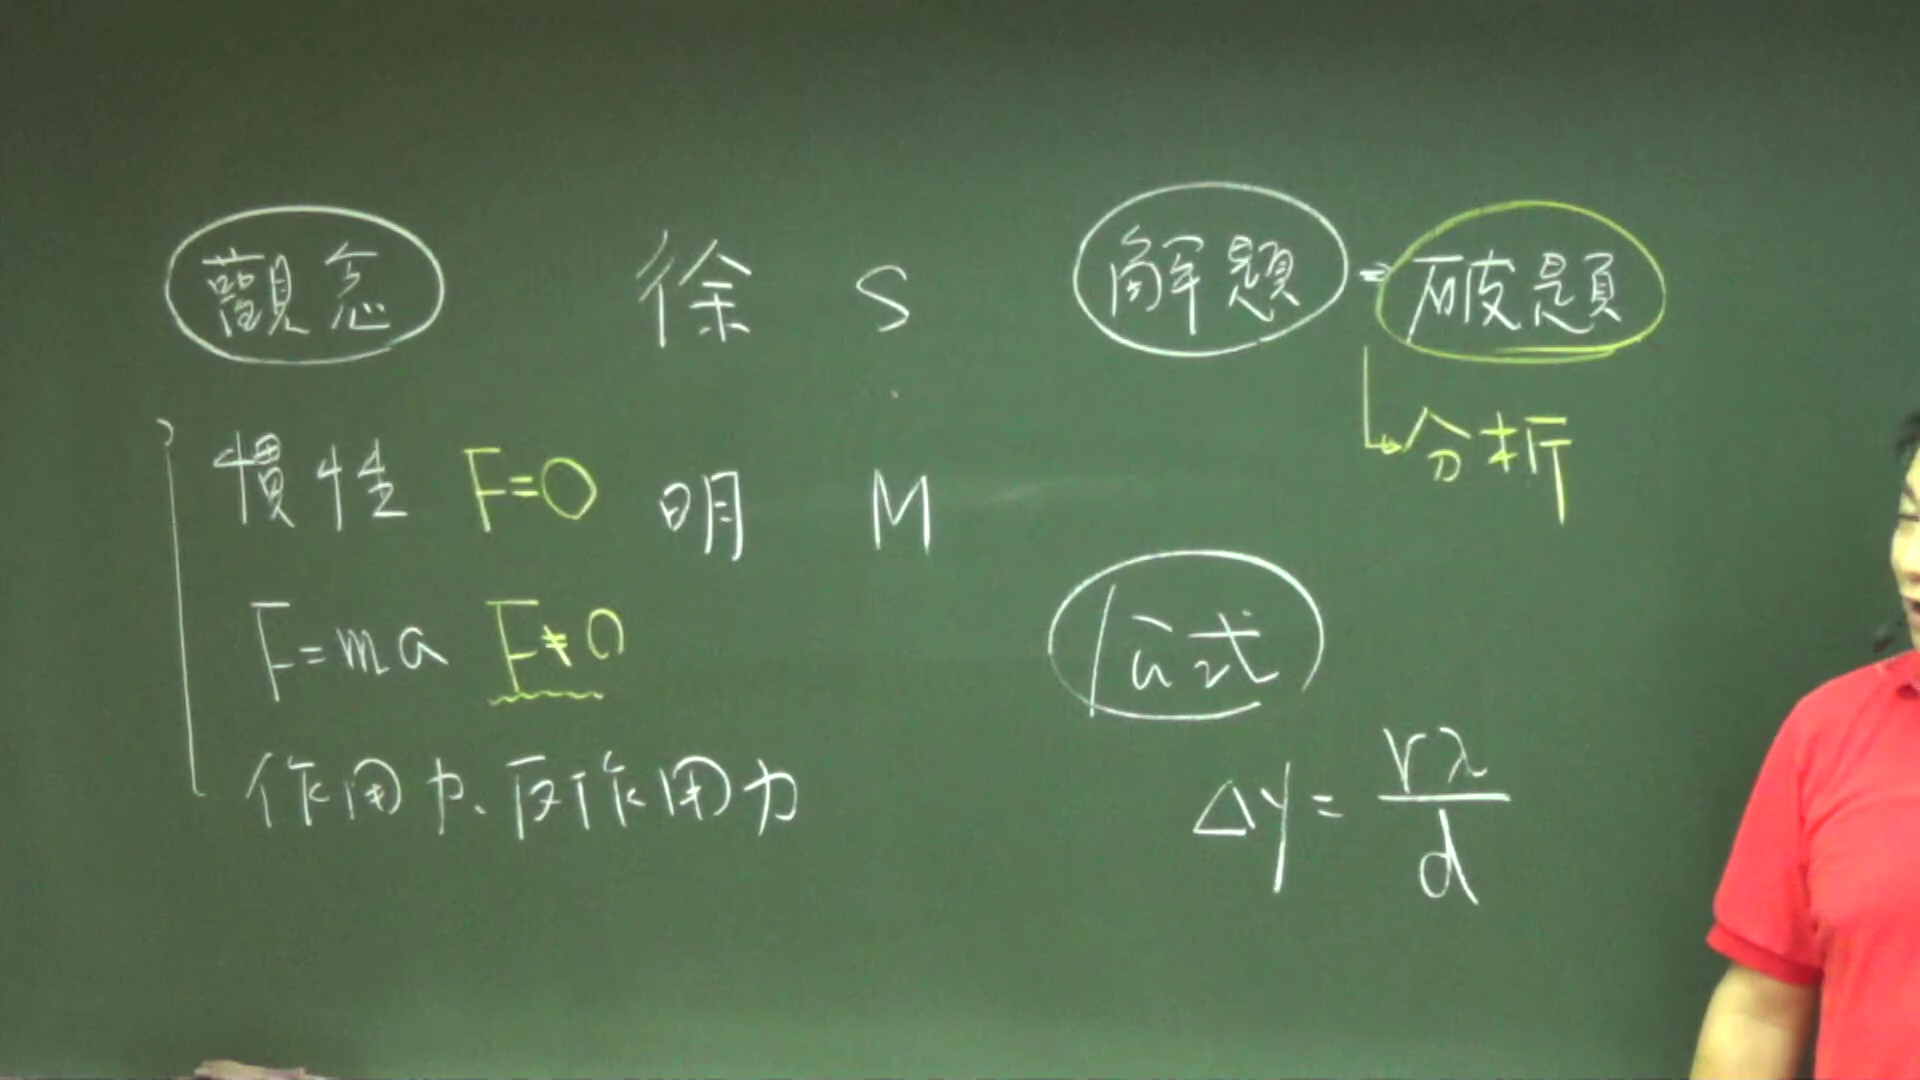 觀念 徐 S 解題 ⇒ 破題
分析
慣性 F=0 明 M
F=ma F≠0 公式
作用力、反作用力 Δy = rλ/d